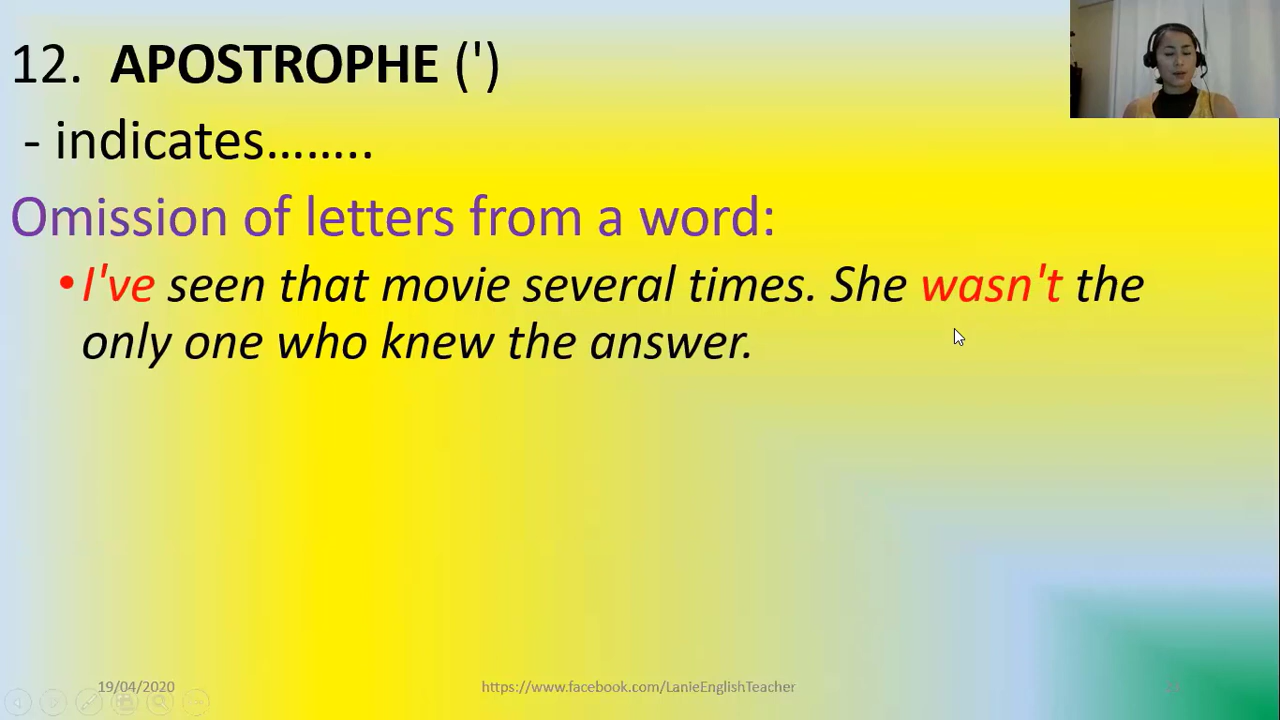 12. APOSTROPHE (')
- indicates……..
Omission of letters from a word:
•I've seen that movie several times. She wasn't the
only one who knew the answer.
19/04/2020
https://www.facebook.com/LanieEnglishTeacher